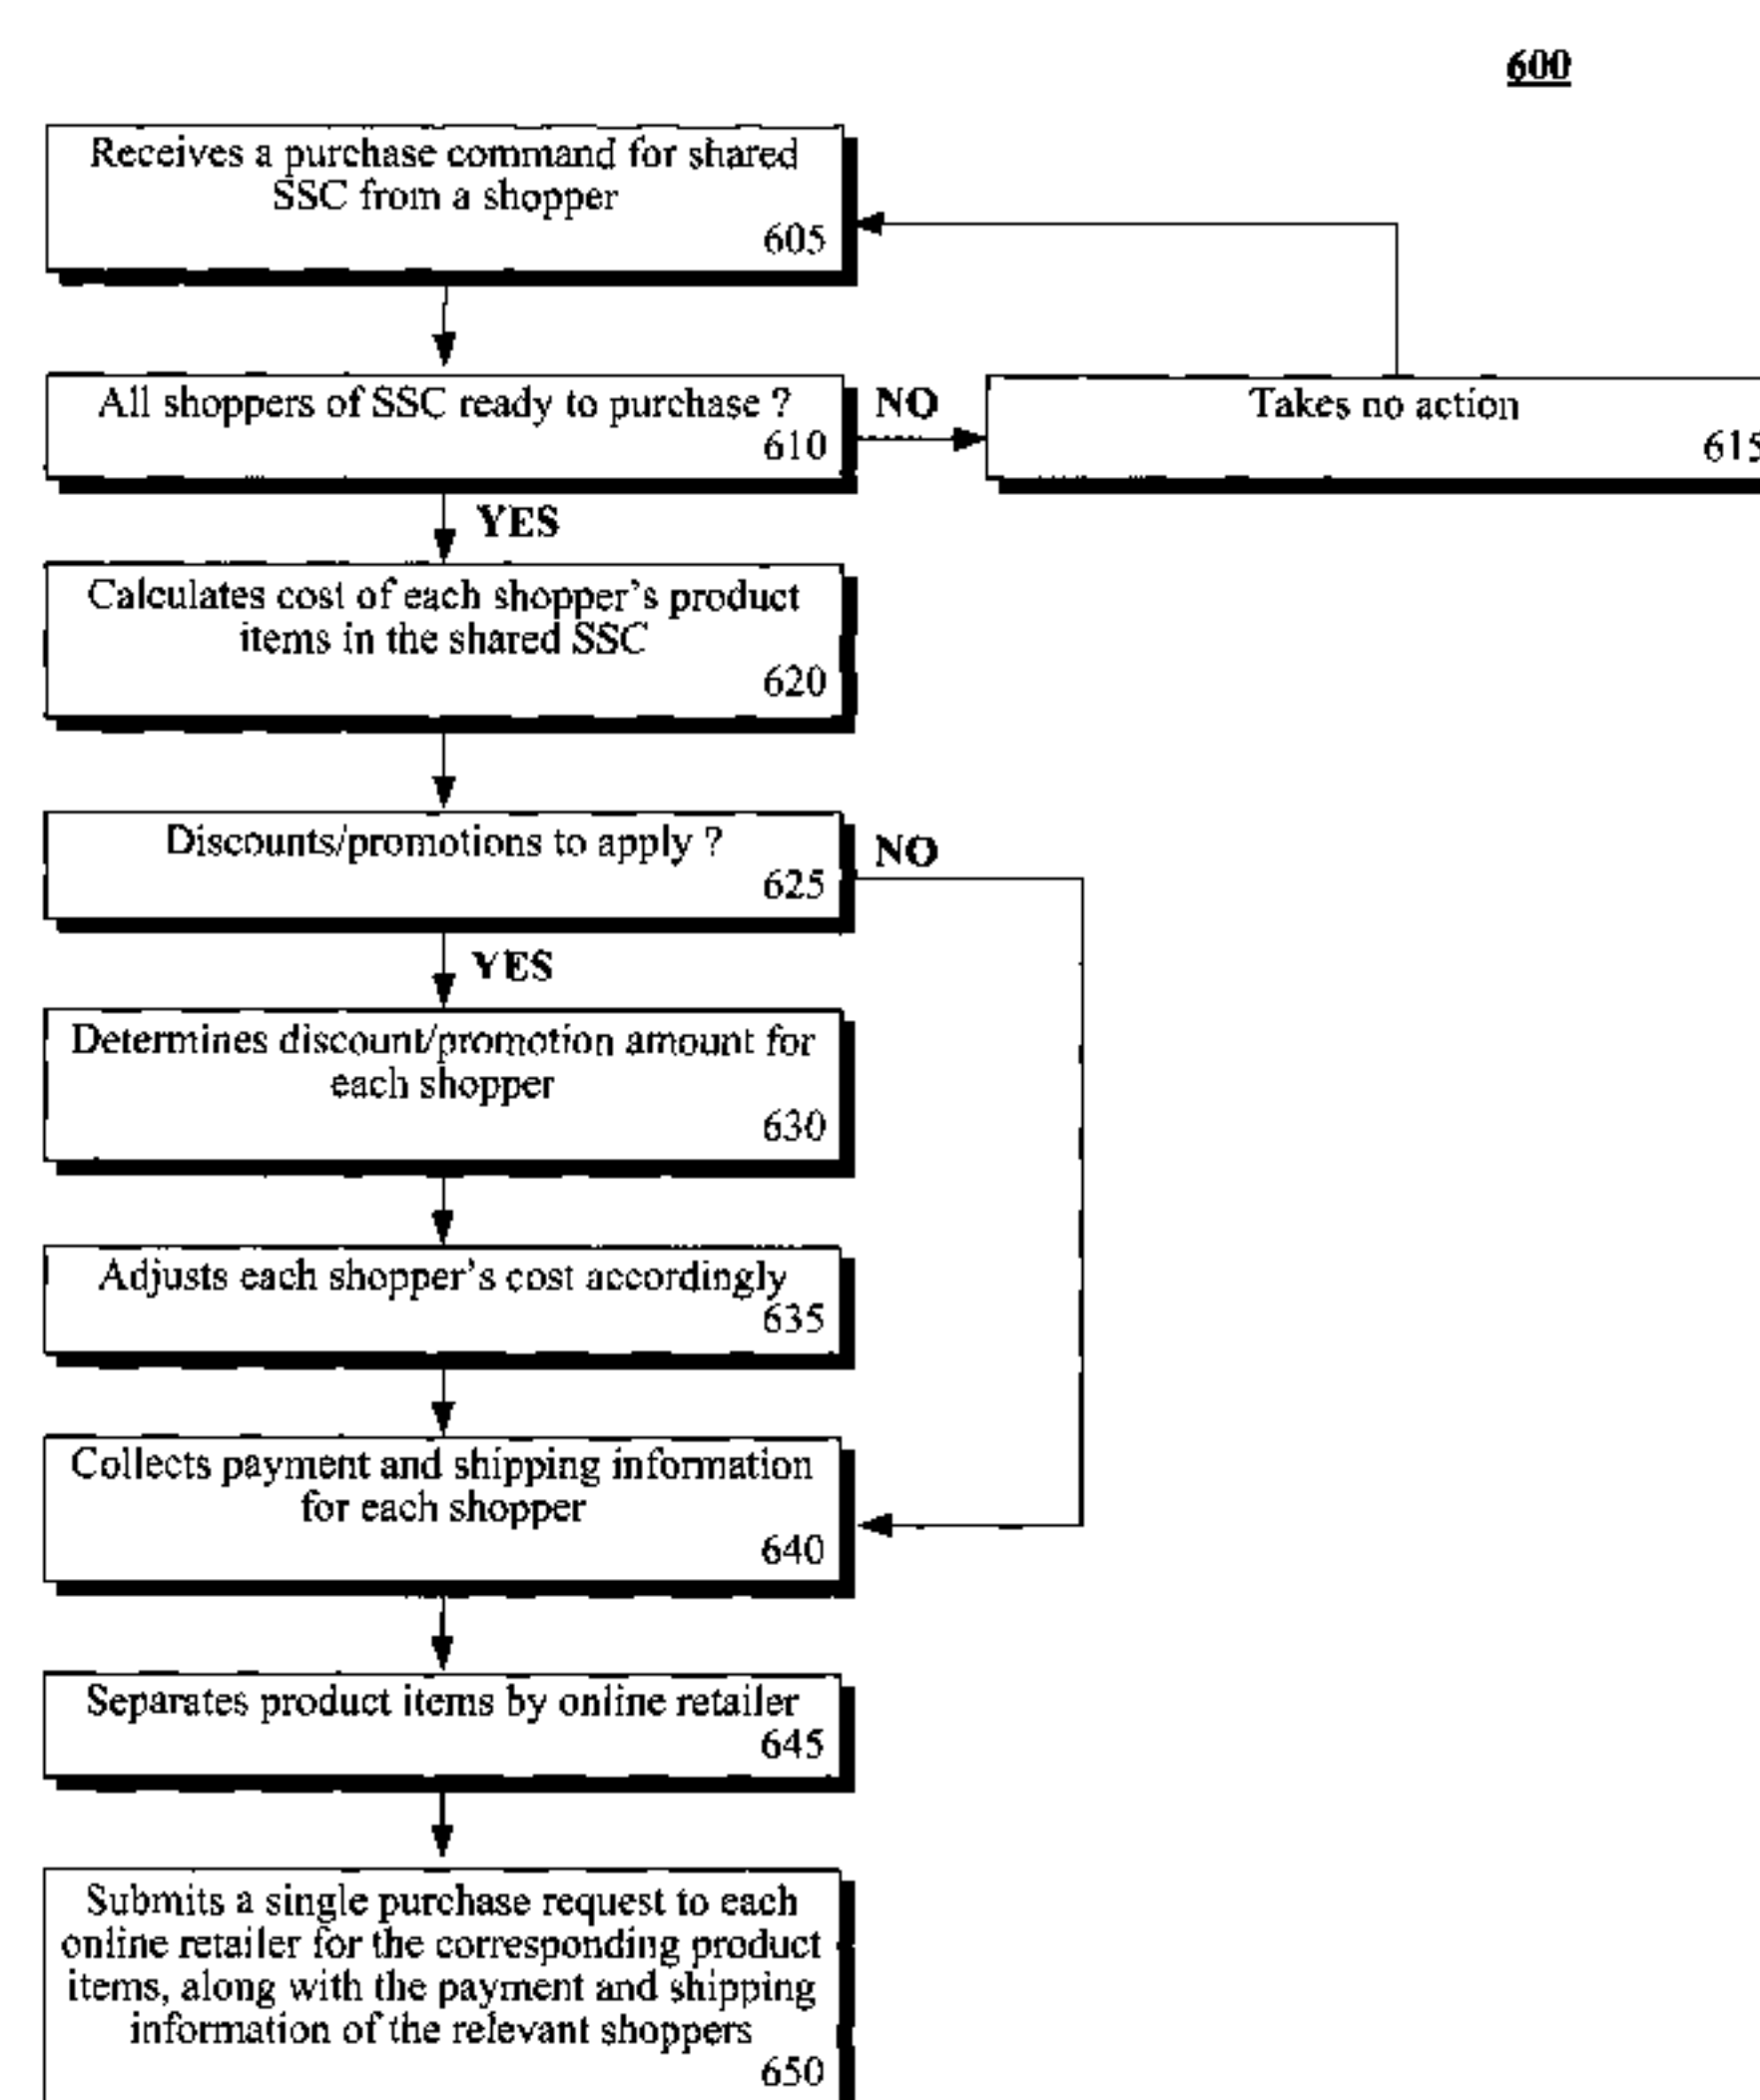 600
Receives a purchase command for shared
SSC from a shopper
605
All shoppers of SSC ready to purchase ?
610
NO
Takes no action
615
YES
Calculates cost of each shopper's product
items in the shared SSC
620
Discounts/promotions to apply ?
625
NO
YES
Determines discount/promotion amount for
each shopper
630
Adjusts each shopper's cost accordingly
635
Collects payment and shipping information
for each shopper
640
Separates product items by online retailer
645
Submits a single purchase request to each
online retailer for the corresponding product
items, along with the payment and shipping
information of the relevant shoppers
650